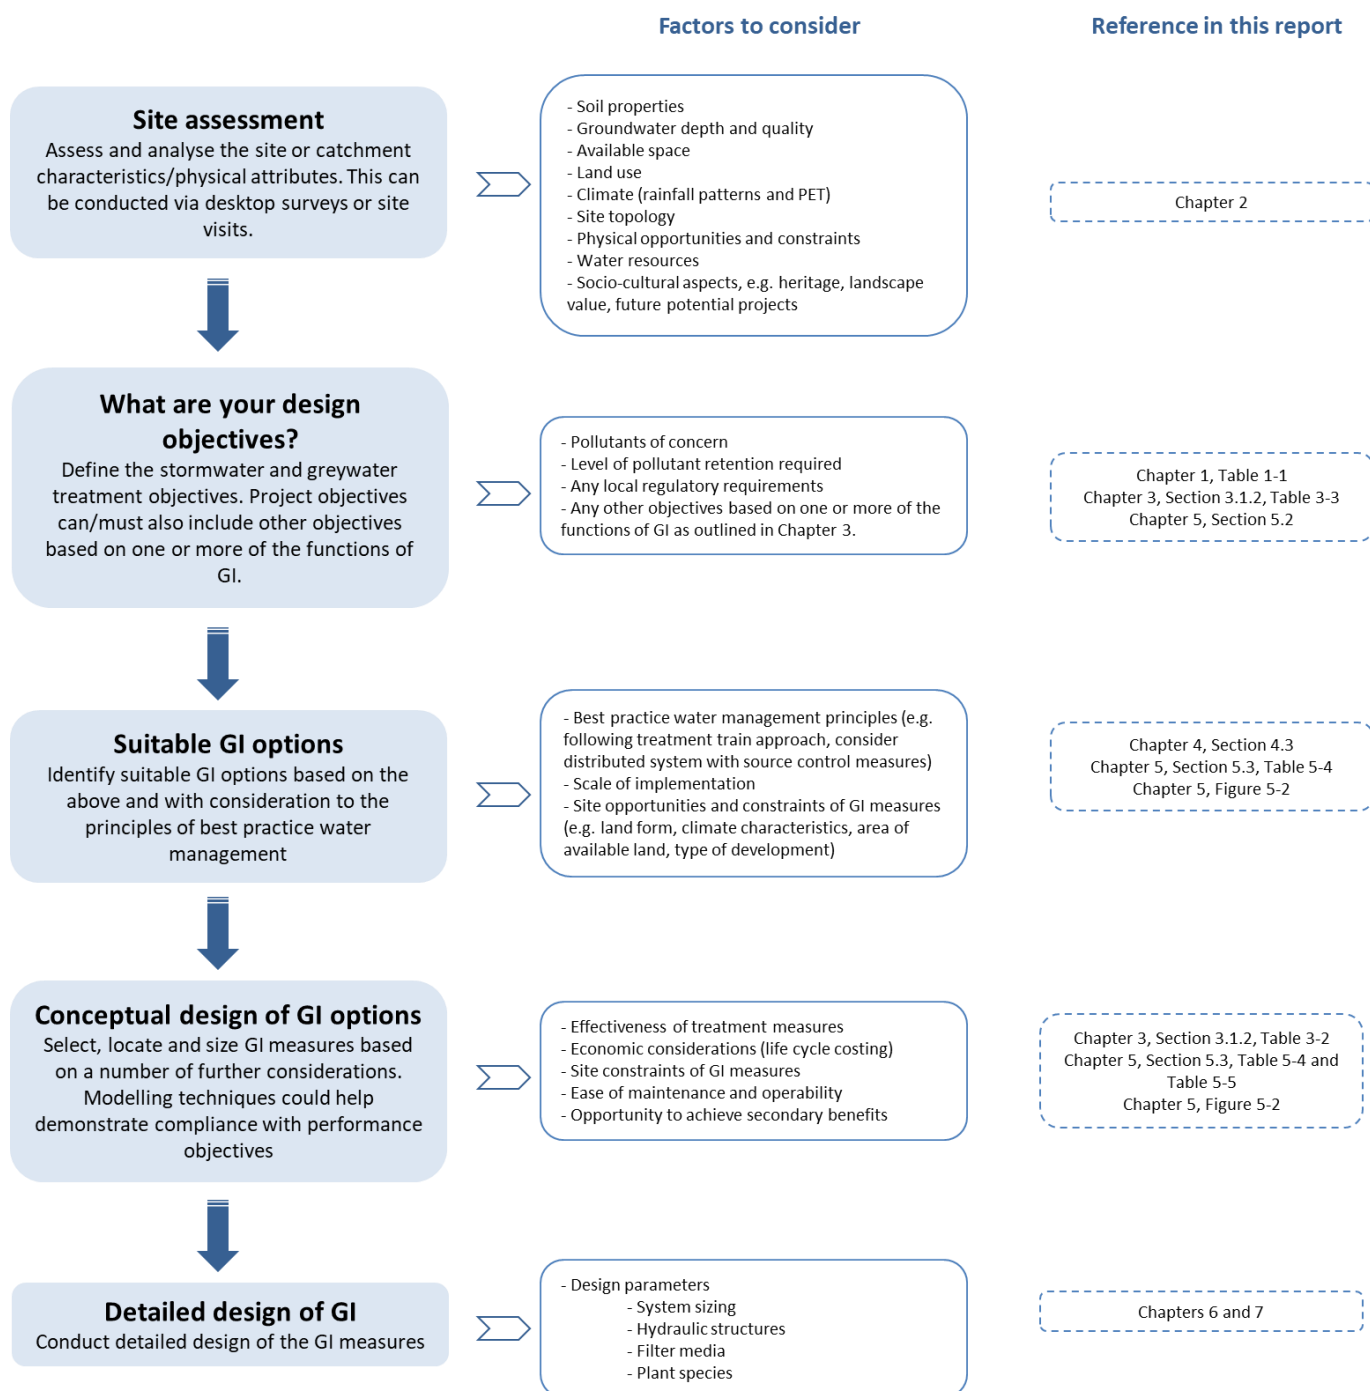 Factors to consider
Reference in this report
Site assessment
Assess and analyse the site or catchment
characteristics/physical attributes. This can
be conducted via desktop surveys or site
visits.
- Soil properties
- Groundwater depth and quality
- Available space
- Land use
- Climate (rainfall patterns and PET)
- Site topology
- Physical opportunities and constraints
- Water resources
- Socio-cultural aspects, e.g. heritage, landscape
value, future potential projects
Chapter 2
What are your design
objectives?
Define the stormwater and greywater
treatment objectives. Project objectives
can/must also include other objectives
based on one or more of the functions of
GI.
- Pollutants of concern
- Level of pollutant retention required
- Any local regulatory requirements
- Any other objectives based on one or more of the
functions of GI as outlined in Chapter 3.
Chapter 1, Table 1-1
Chapter 3, Section 3.1.2, Table 3-3
Chapter 5, Section 5.2
Suitable GI options
Identify suitable GI options based on the
above and with consideration to the
principles of best practice water
management
- Best practice water management principles (e.g.
following treatment train approach, consider
distributed system with source control measures)
- Scale of implementation
- Site opportunities and constraints of GI measures
(e.g. land form, climate characteristics, area of
available land, type of development)
Chapter 4, Section 4.3
Chapter 5, Section 5.3, Table 5-4
Chapter 5, Figure 5-2
Conceptual design of GI options
Select, locate and size GI measures based
on a number of further considerations.
Modelling techniques could help
demonstrate compliance with performance
objectives
- Effectiveness of treatment measures
- Economic considerations (life cycle costing)
- Site constraints of GI measures
- Ease of maintenance and operability
- Opportunity to achieve secondary benefits
Chapter 3, Section 3.1.2, Table 3-2
Chapter 5, Section 5.3, Table 5-4 and
Table 5-5
Chapter 5, Figure 5-2
Detailed design of GI
Conduct detailed design of the GI measures
- Design parameters
- System sizing
- Hydraulic structures
- Filter media
- Plant species
Chapters 6 and 7